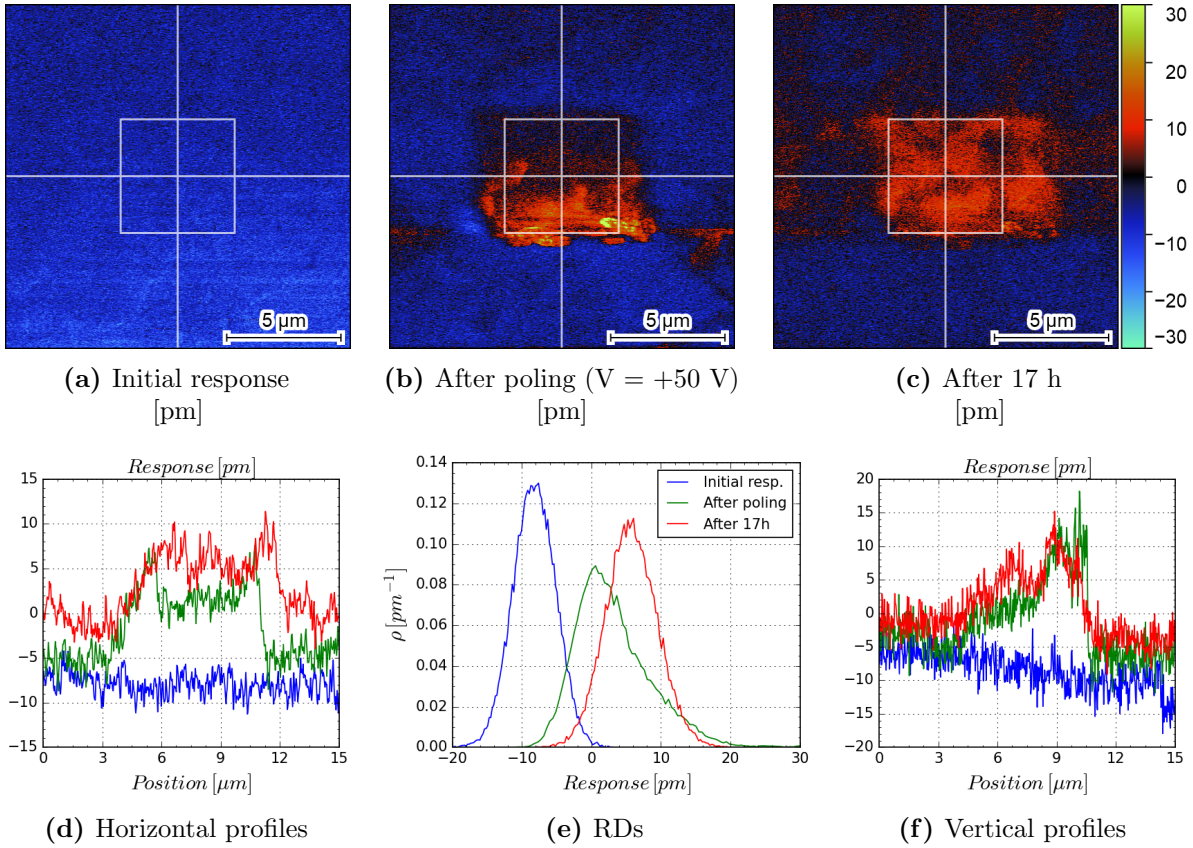 5 µm
5 µm
5 µm
30
20
10
0
−10
−20
−30
(a) Initial response
[pm]
(b) After poling (V = +50 V)
[pm]
(c) After 17 h
[pm]
Response [pm]
15
10
5
0
−5
−10
−15
0 3 6 9 12 15
Position [µm]
(d) Horizontal profiles
0.14
0.12
0.10
0.08
0.06
0.04
0.02
0.00
ρ [pm⁻¹]
Initial resp.
After poling
After 17h
−20 −10 0 10 20 30
Response [pm]
(e) RDs
Response [pm]
20
15
10
5
0
−5
−10
−15
−20
0 3 6 9 12 15
Position [µm]
(f) Vertical profiles